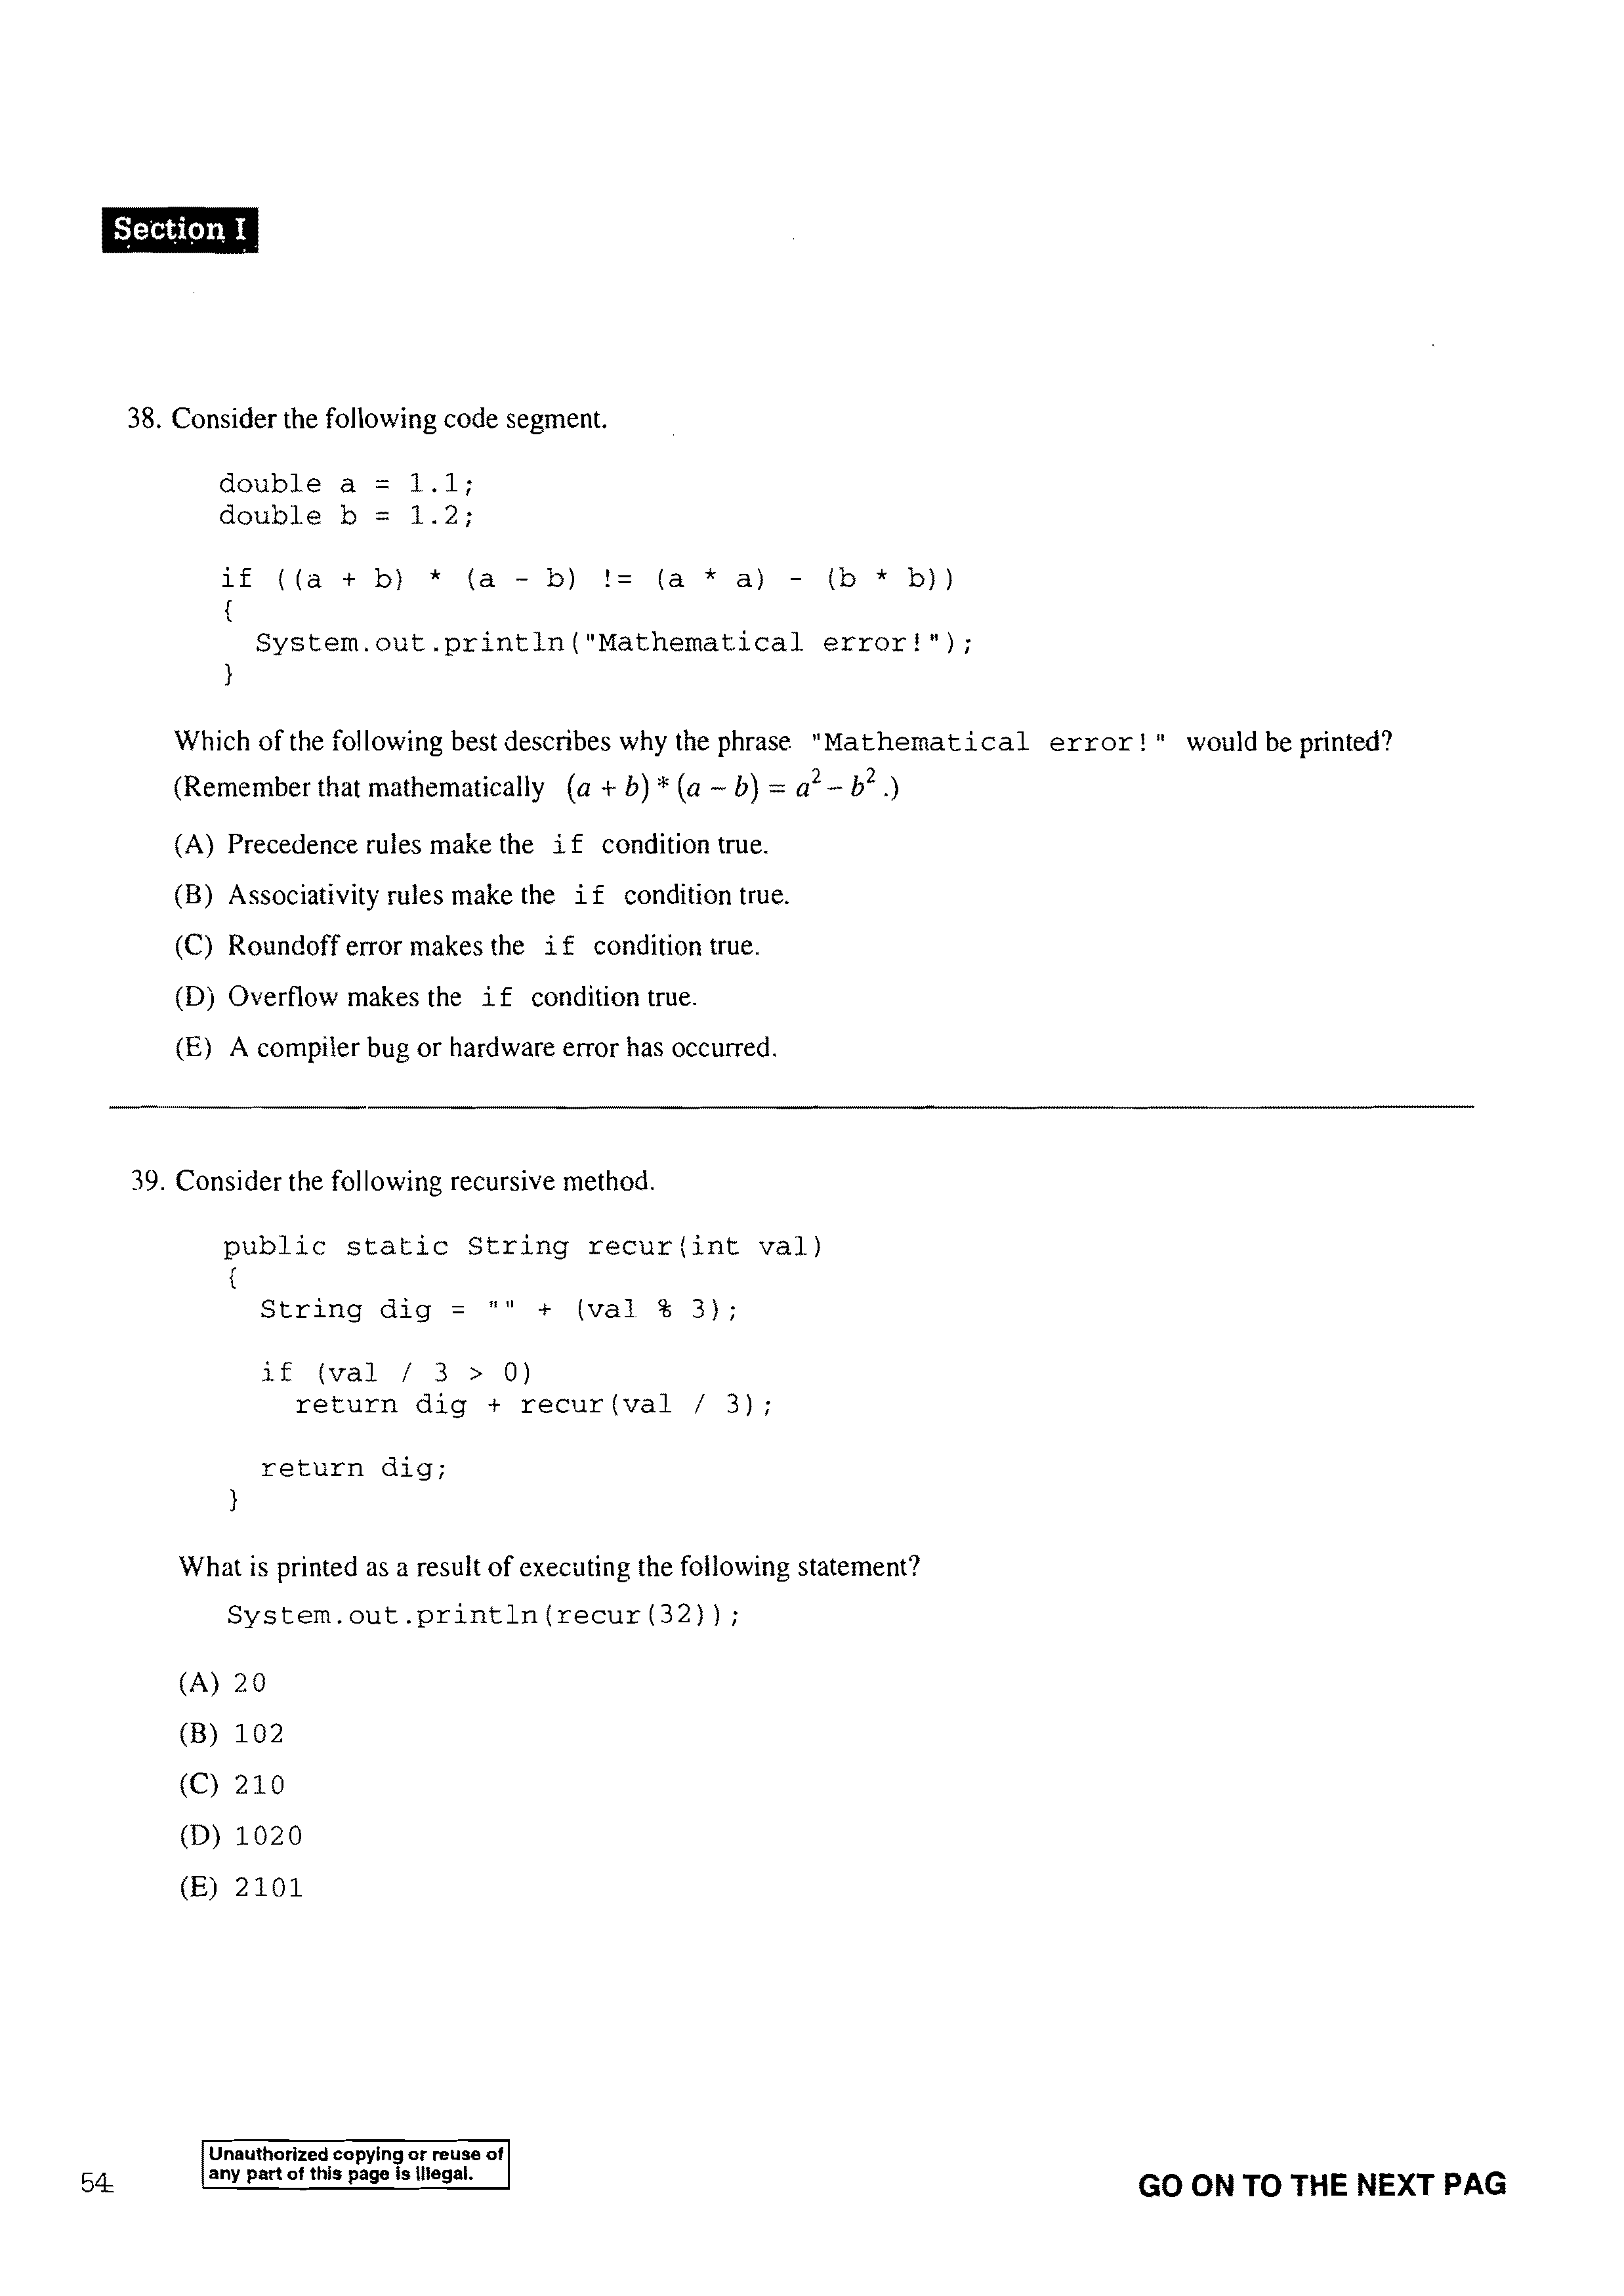 Section I
38. Consider the following code segment.
double a = 1.1;
double b = 1.2;
if ((a + b) * (a - b) != (a * a) - (b * b))
{
System.out.println("Mathematical error!");
}
Which of the following best describes why the phrase "Mathematical error!" would be printed?
(Remember that mathematically (a + b) * (a – b) = a² – b² .)
(A) Precedence rules make the if condition true.
(B) Associativity rules make the if condition true.
(C) Roundoff error makes the if condition true.
(D) Overflow makes the if condition true.
(E) A compiler bug or hardware error has occurred.
39. Consider the following recursive method.
public static String recur(int val)
{
String dig = "" + (val % 3);
if (val / 3 > 0)
return dig + recur(val / 3);
return dig;
}
What is printed as a result of executing the following statement?
System.out.println(recur(32));
(A) 20
(B) 102
(C) 210
(D) 1020
(E) 2101
Unauthorized copying or reuse of
any part of this page is illegal.
54
GO ON TO THE NEXT PAG